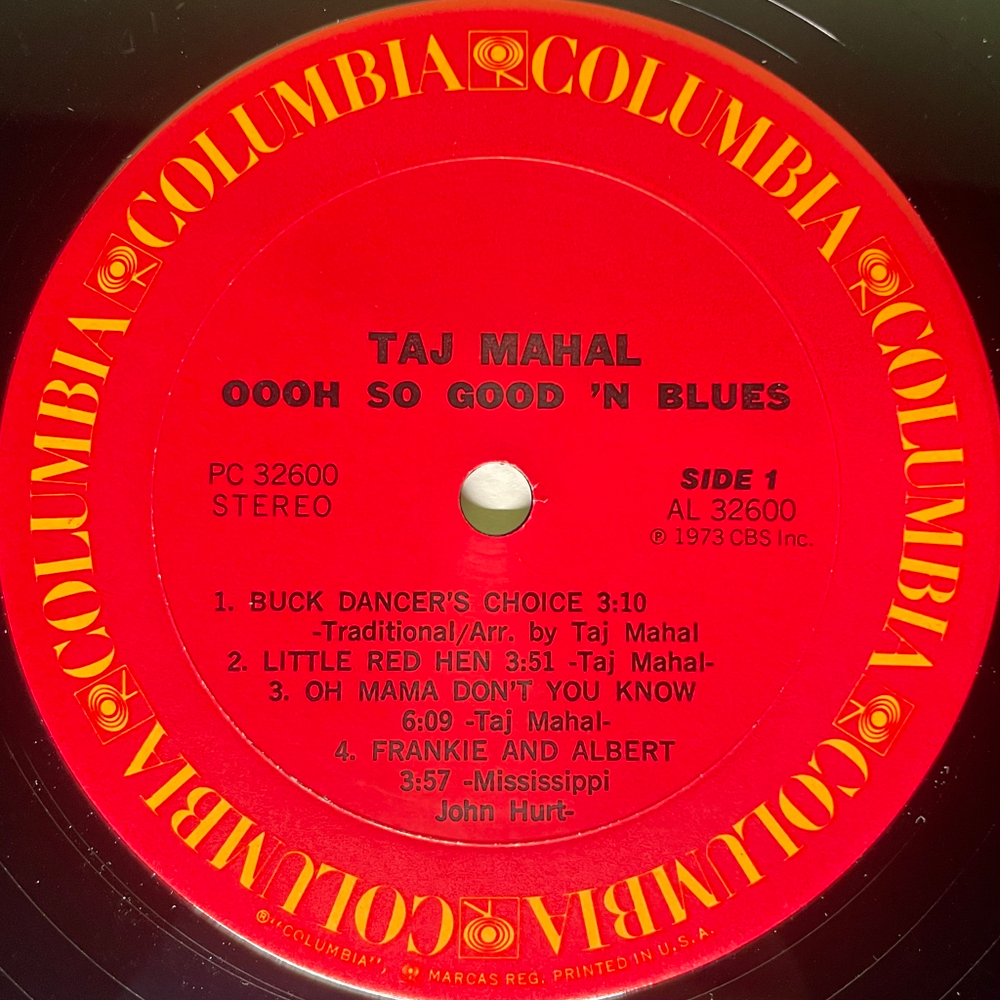 COLUMBIA COLUMBIA COLUMBIA COLUMBIA COLUMBIA COLUMBIA
TAJ MAHAL
OOOH SO GOOD 'N BLUES
PC 32600
STEREO
SIDE 1
AL 32600
℗ 1973 CBS Inc.
1. BUCK DANCER'S CHOICE 3:10
-Traditional/Arr. by Taj Mahal
2. LITTLE RED HEN 3:51 -Taj Mahal-
3. OH MAMA DON'T YOU KNOW
6:09 -Taj Mahal-
4. FRANKIE AND ALBERT
3:57 -Mississippi
John Hurt-
®"COLUMBIA", MARCAS REG. PRINTED IN U.S.A.